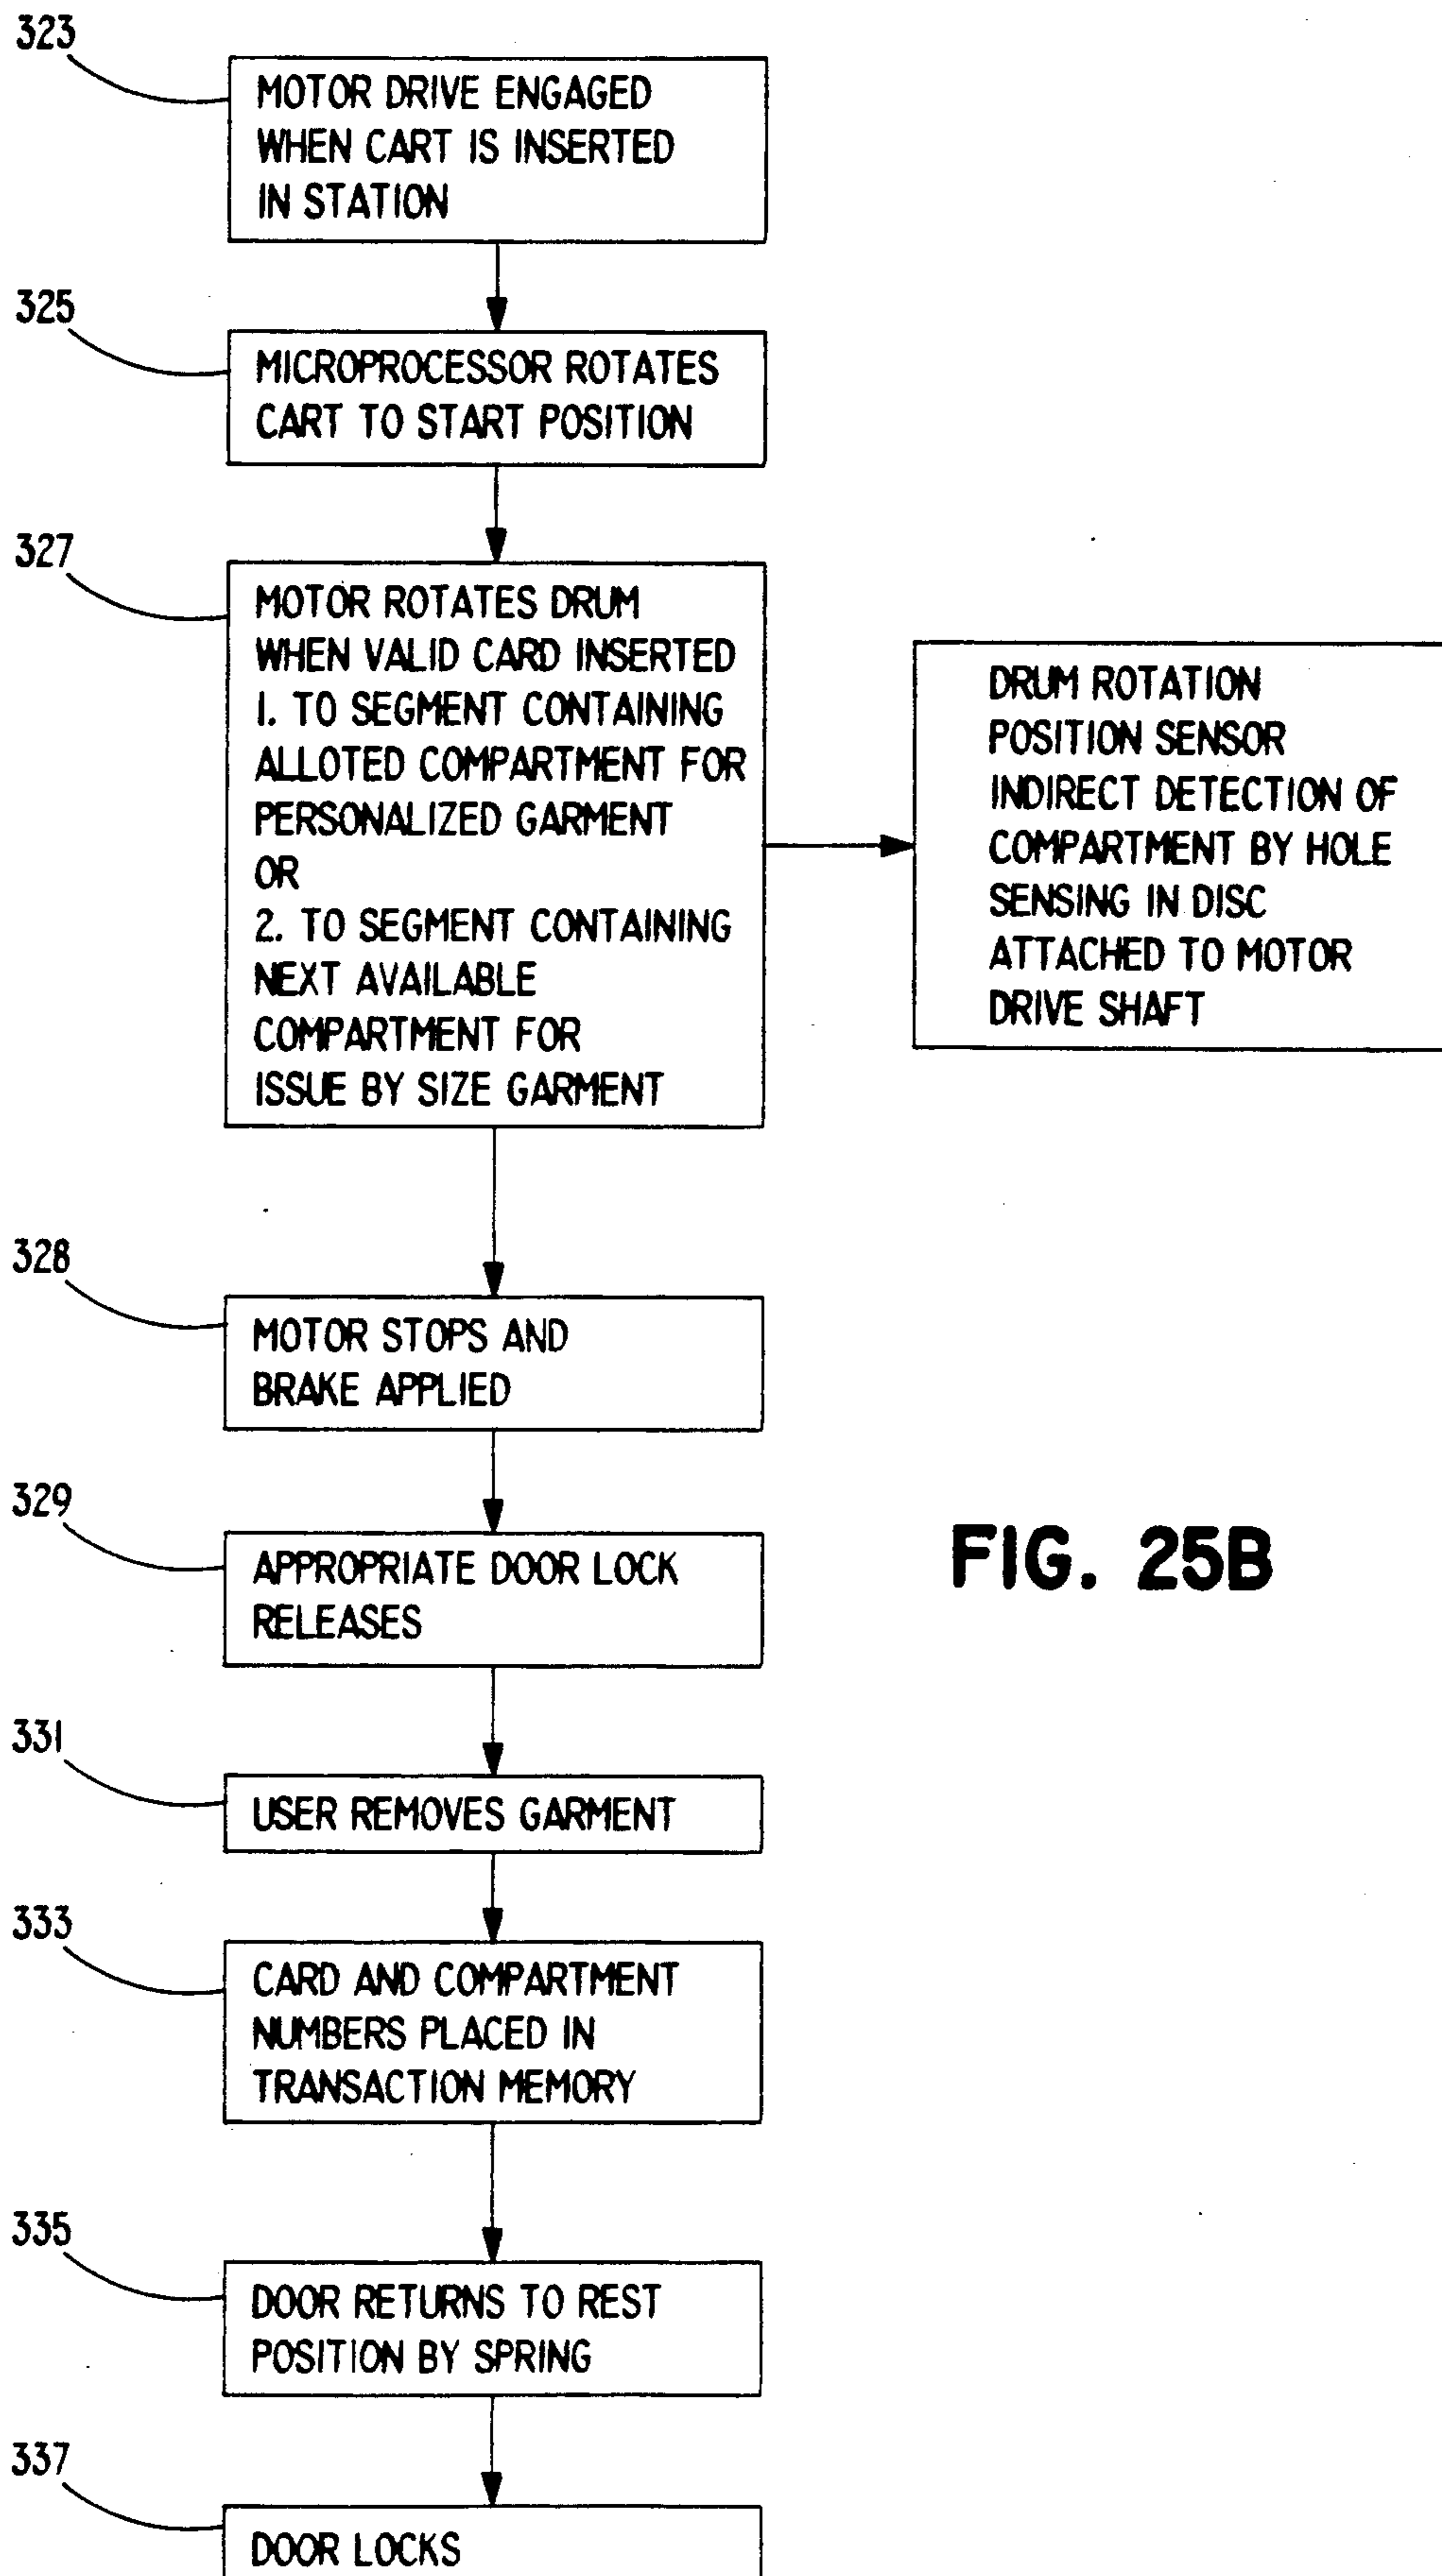 323
MOTOR DRIVE ENGAGED
WHEN CART IS INSERTED
IN STATION
325
MICROPROCESSOR ROTATES
CART TO START POSITION
327
MOTOR ROTATES DRUM
WHEN VALID CARD INSERTED
1. TO SEGMENT CONTAINING
ALLOTED COMPARTMENT FOR
PERSONALIZED GARMENT
OR
2. TO SEGMENT CONTAINING
NEXT AVAILABLE
COMPARTMENT FOR
ISSUE BY SIZE GARMENT
DRUM ROTATION
POSITION SENSOR
INDIRECT DETECTION OF
COMPARTMENT BY HOLE
SENSING IN DISC
ATTACHED TO MOTOR
DRIVE SHAFT
328
MOTOR STOPS AND
BRAKE APPLIED
329
APPROPRIATE DOOR LOCK
RELEASES
FIG. 25B
331
USER REMOVES GARMENT
333
CARD AND COMPARTMENT
NUMBERS PLACED IN
TRANSACTION MEMORY
335
DOOR RETURNS TO REST
POSITION BY SPRING
337
DOOR LOCKS